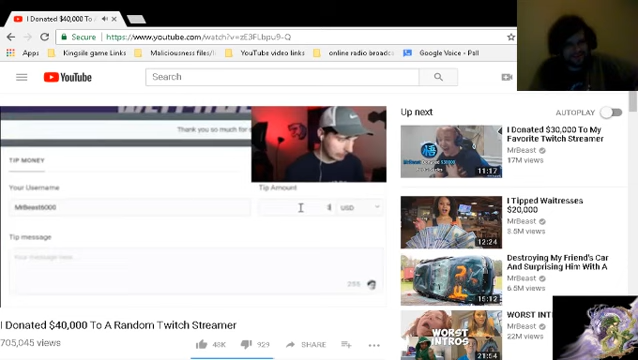 I Donated $40,000 To A
Secure https://www.youtube.com/watch?v=zE3FLbpu9-Q
Apps Kingsile game Links Maliciousness files/ YouTube video links online radio broadc Google Voice - Pall
YouTube
Search
Thank you so much for
TIP MONEY
Your Username
Tip Amount
MrBeast6000
$ USD
Tip message
Your message here...
255
I Donated $40,000 To A Random Twitch Streamer
705,045 views
48K 929 SHARE
Up next
AUTOPLAY
I Donated $30,000 To My
Favorite Twitch Streamer
MrBeast
17M views
11:17
I Tipped Waitresses
$20,000
MrBeast
3.5M views
12:24
Destroying My Friend's Car
And Surprising Him With A
MrBeast
6.5M views
15:12
WORST INT
MrBeast
22M views
WORST
INTROS
21:54